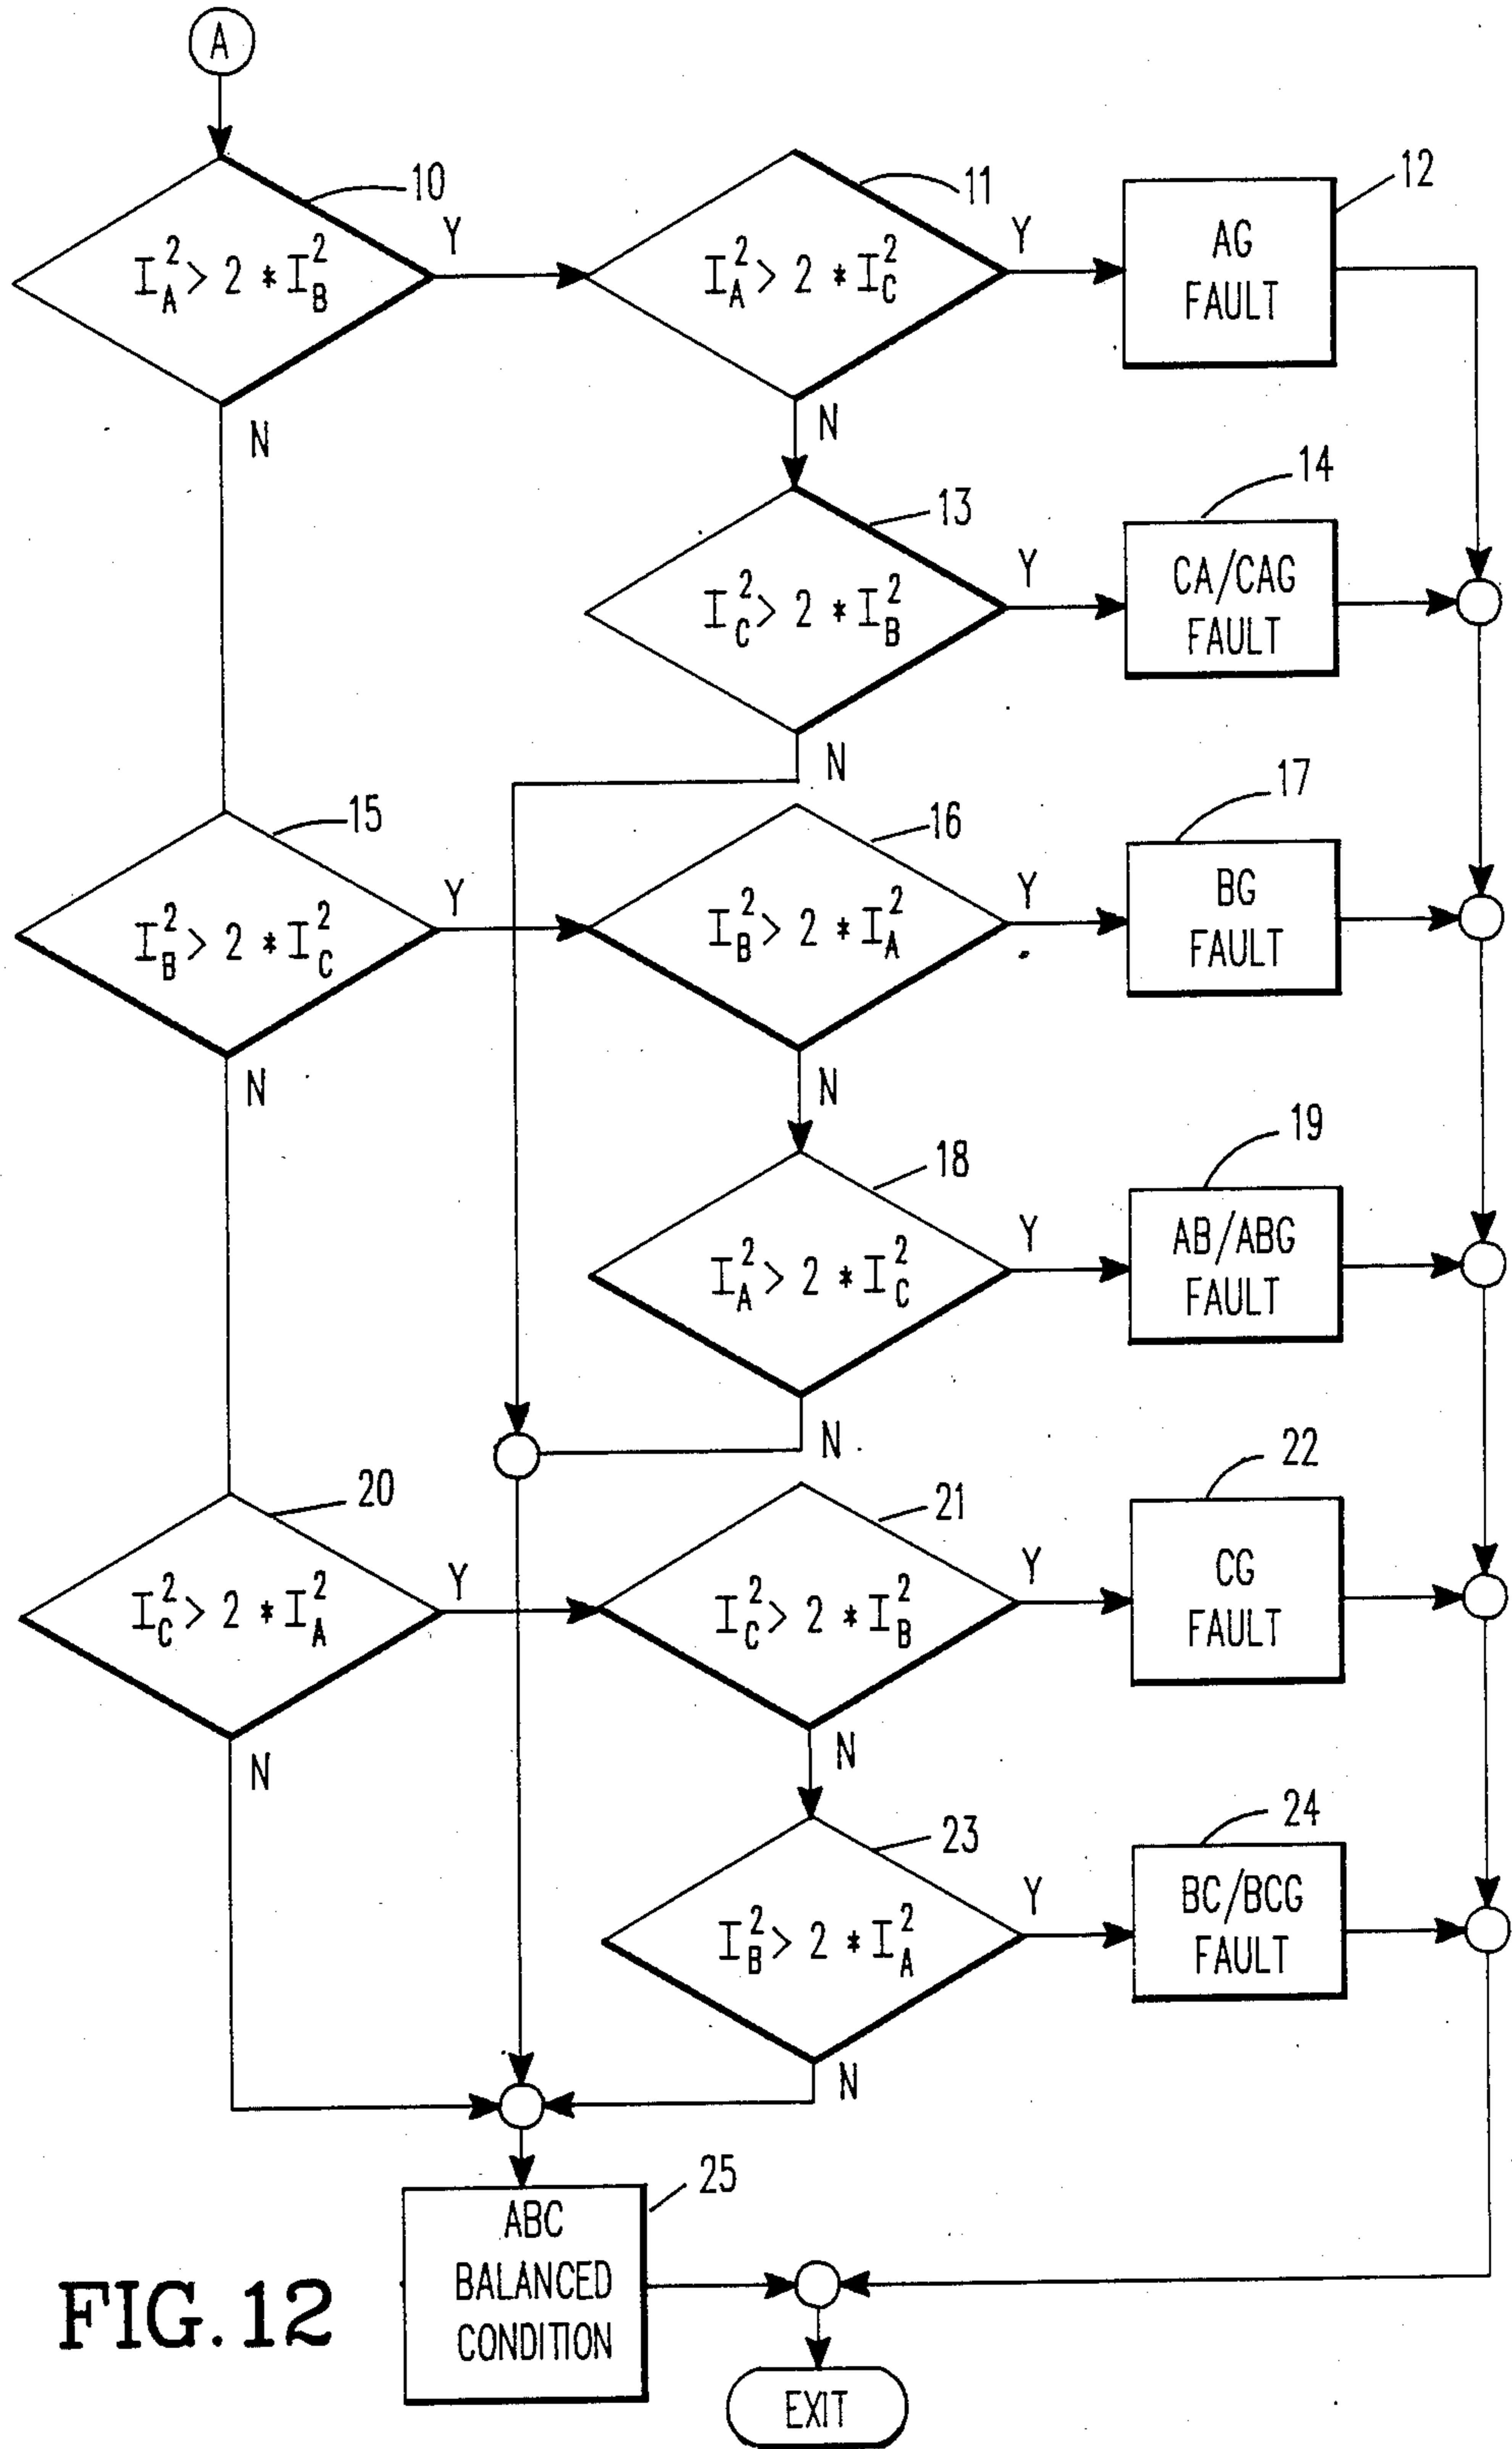 A
10
I_A^2 > 2 * I_B^2
Y
N
11
I_A^2 > 2 * I_C^2
Y
N
12
AG
FAULT
13
I_C^2 > 2 * I_B^2
Y
N
14
CA/CAG
FAULT
15
I_B^2 > 2 * I_C^2
Y
N
16
I_B^2 > 2 * I_A^2
Y
N
17
BG
FAULT
18
I_A^2 > 2 * I_C^2
Y
N
19
AB/ABG
FAULT
20
I_C^2 > 2 * I_A^2
Y
N
21
I_C^2 > 2 * I_B^2
Y
N
22
CG
FAULT
23
I_B^2 > 2 * I_A^2
Y
N
24
BC/BCG
FAULT
25
ABC
BALANCED
CONDITION
EXIT
FIG. 12